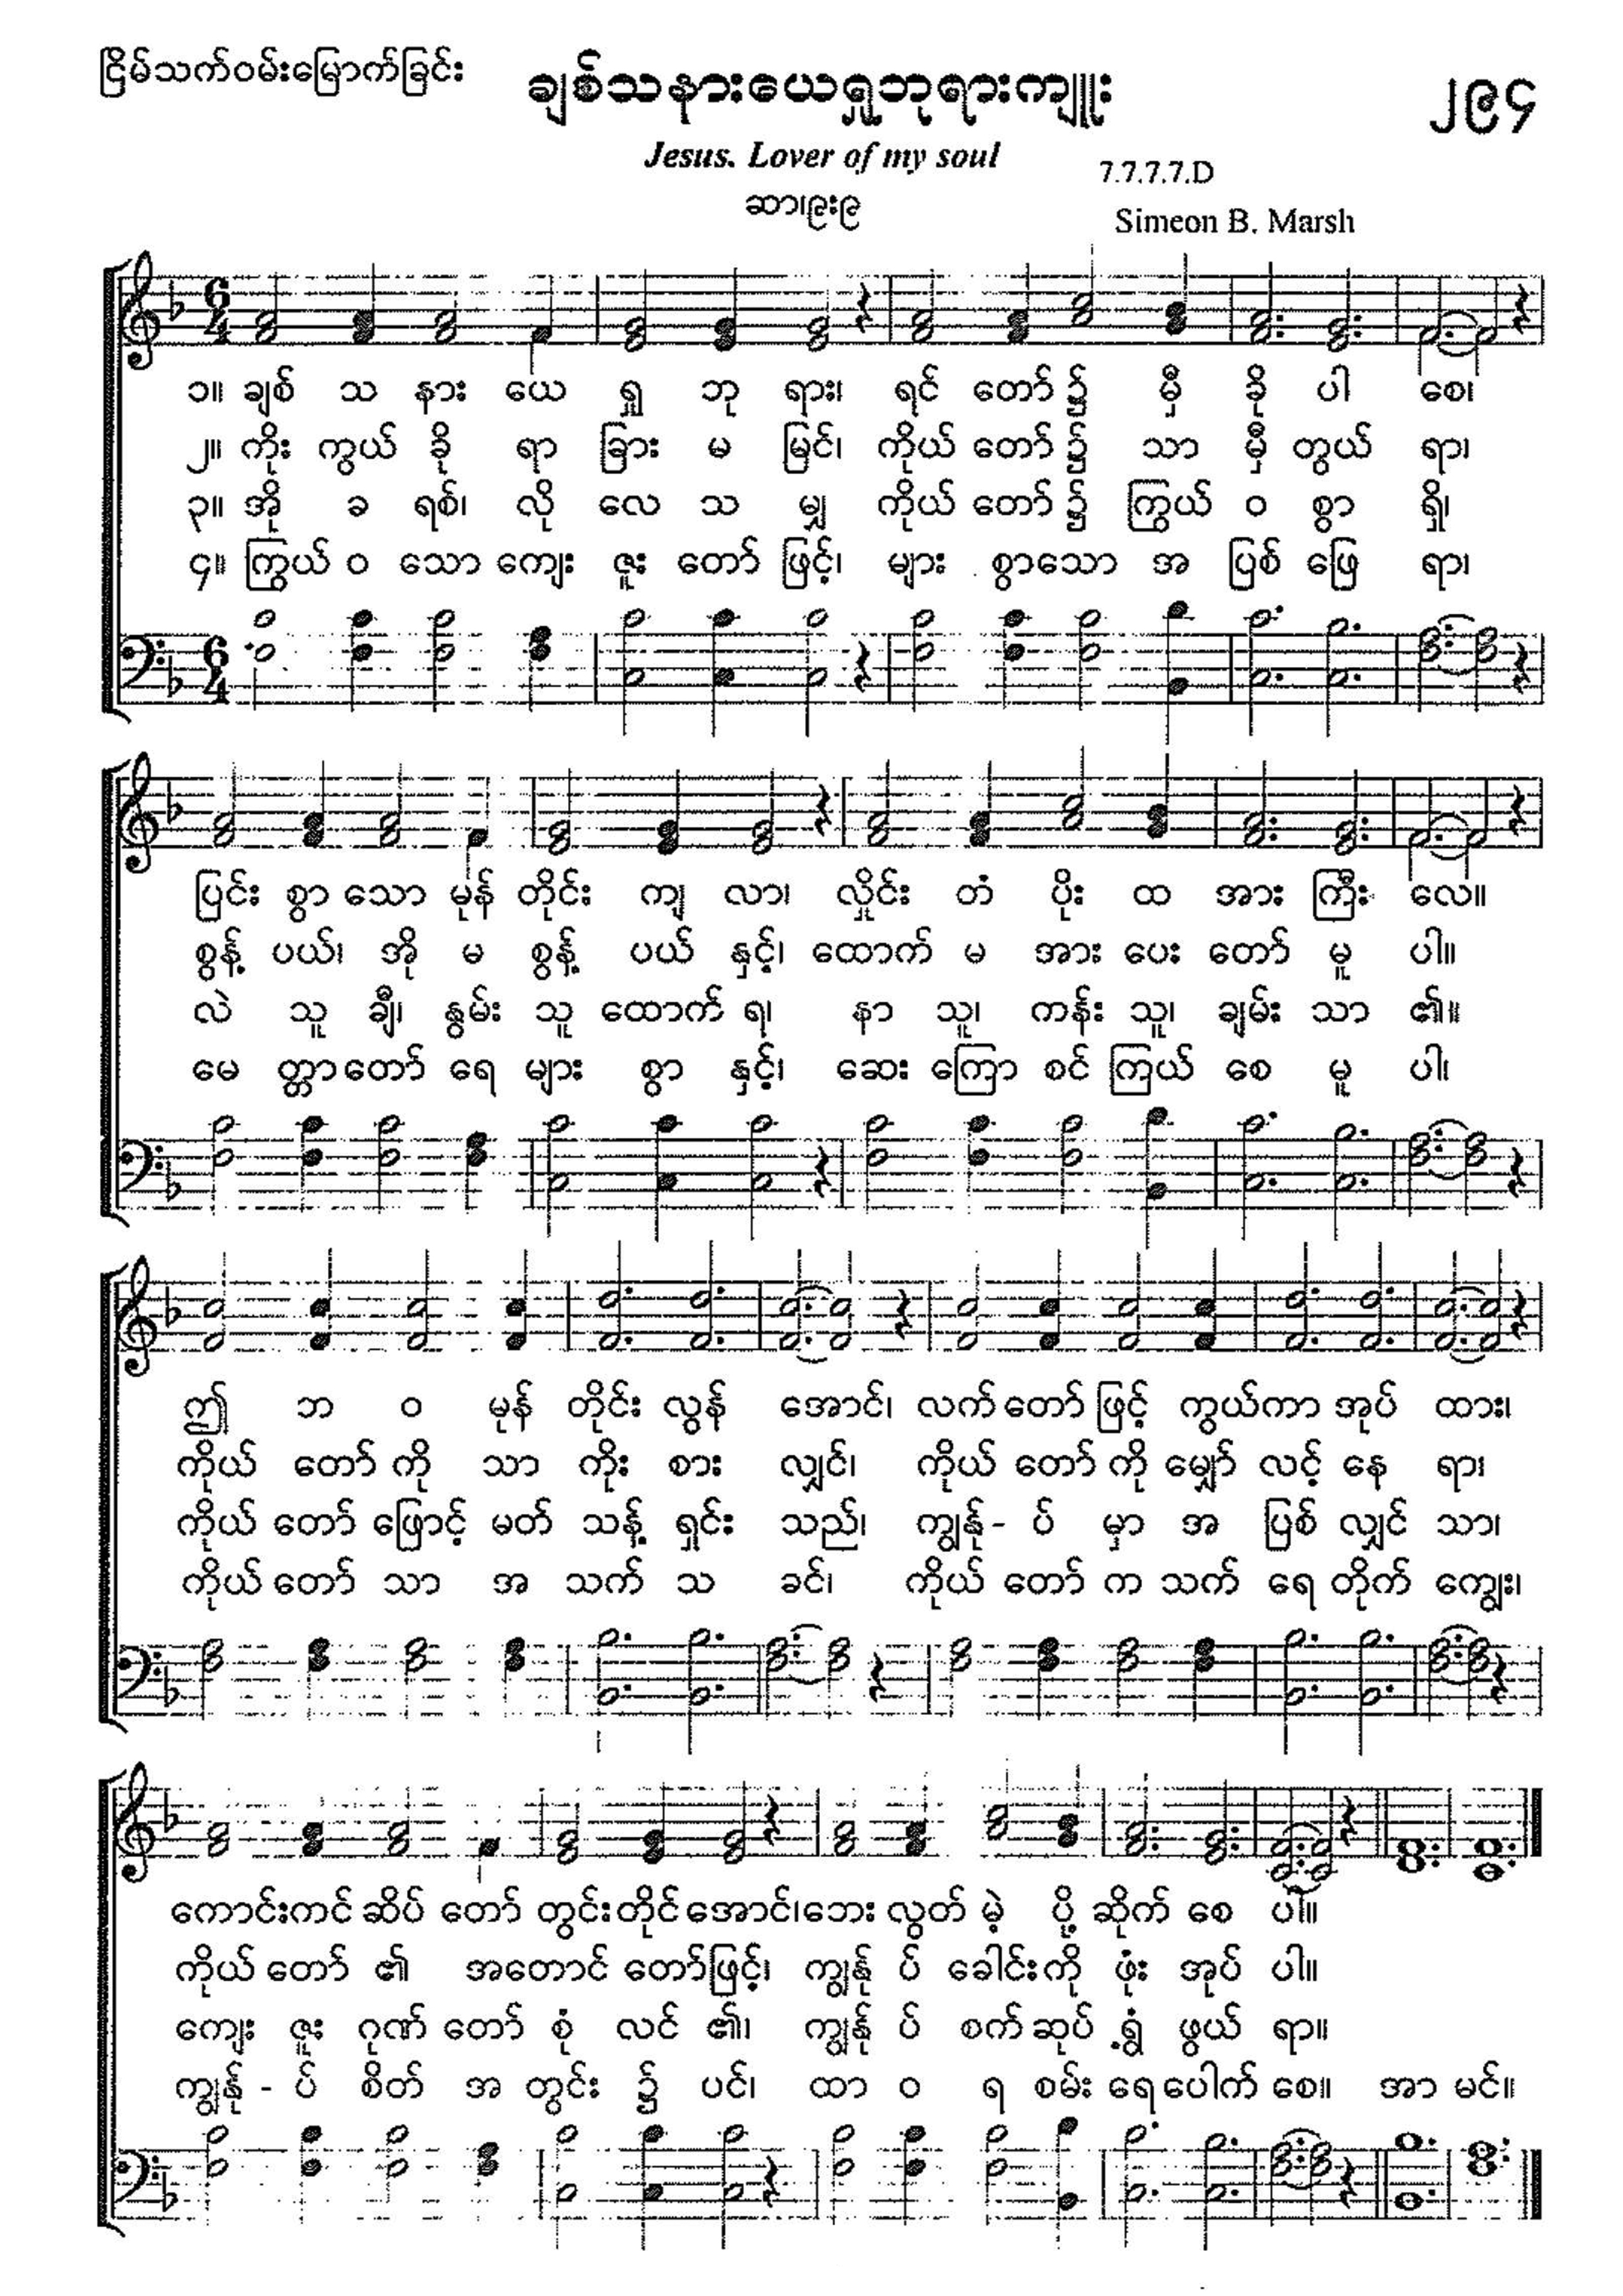 ငြိမ်သက်ဝမ်းမြောက်ခြင်း
ချစ်သနားယေရှုဘုရားကျူး
၂၉၄
Jesus. Lover of my soul
7.7.7.7.D
ဆာ၊၉း၉
Simeon B. Marsh
၁။ ချစ် သ နား ယေ ရှု ဘု ရား၊ ရင် တော် ၌ မှီ ခို ပါ စေ၊
၂။ ကိုး ကွယ် ခို ရာ ခြား မ မြင်၊ ကိုယ် တော် ၌ သာ မှီ တွယ် ရာ၊
၃။ အို ခ ရစ်၊ လို လေ သ မျှ ကိုယ် တော် ၌ ကြွယ် ဝ စွာ ရှိ၊
၄။ ကြွယ် ဝ သော ကျေး ဇူး တော် ဖြင့်၊ များ စွာသော အ ပြစ် ဖြေ ရာ၊
ပြင်း စွာ သော မုန် တိုင်း ကျ လာ၊ လှိုင်း တံ ပိုး ထ အား ကြီး လေ။
စွန့် ပယ်၊ အို မ စွန့် ပယ် နှင့်၊ ထောက် မ အား ပေး တော် မူ ပါ။
လဲ သူ ချီ၊ နွမ်း သူ ထောက် ရ၊ နာ သူ၊ ကန်း သူ၊ ချမ်း သာ ၏။
မေ တ္တာ တော် ရေ များ စွာ နှင့်၊ ဆေး ကြော စင် ကြယ် စေ မူ ပါ၊
ဤ ဘ ဝ မုန် တိုင်း လွန် အောင်၊ လက် တော် ဖြင့် ကွယ်ကာ အုပ် ထား၊
ကိုယ် တော် ကို သာ ကိုး စား လျှင်၊ ကိုယ် တော် ကို မျှော် လင့် နေ ရာ၊
ကိုယ် တော် ဖြောင့် မတ် သန့် ရှင်း သည်၊ ကျွန်ု - ပ် မှာ အ ပြစ် လျှင် သာ၊
ကိုယ် တော် သာ အ သက် သ ခင်၊ ကိုယ် တော် က သက် ရေ တိုက် ကျွေး၊
ကောင်းကင် ဆိပ် တော် တွင်း တိုင် အောင်၊ဘေး လွတ် မဲ့ ပို့ ဆိုက် စေ ပါ။
ကိုယ် တော် ၏ အတောင် တော်ဖြင့်၊ ကျွန်ု ပ် ခေါင်းကို ဖုံး အုပ် ပါ။
ကျေး ဇူး ဂုဏ် တော် စုံ လင် ၏၊ ကျွန်ု ပ် စက် ဆုပ် ရွံ့ ဖွယ် ရာ။
ကျွန်ု - ပ် စိတ် အ တွင်း ၌ ပင်၊ ထာ ဝ ရ စမ်း ရေပေါက် စေ။ အာ မင်။